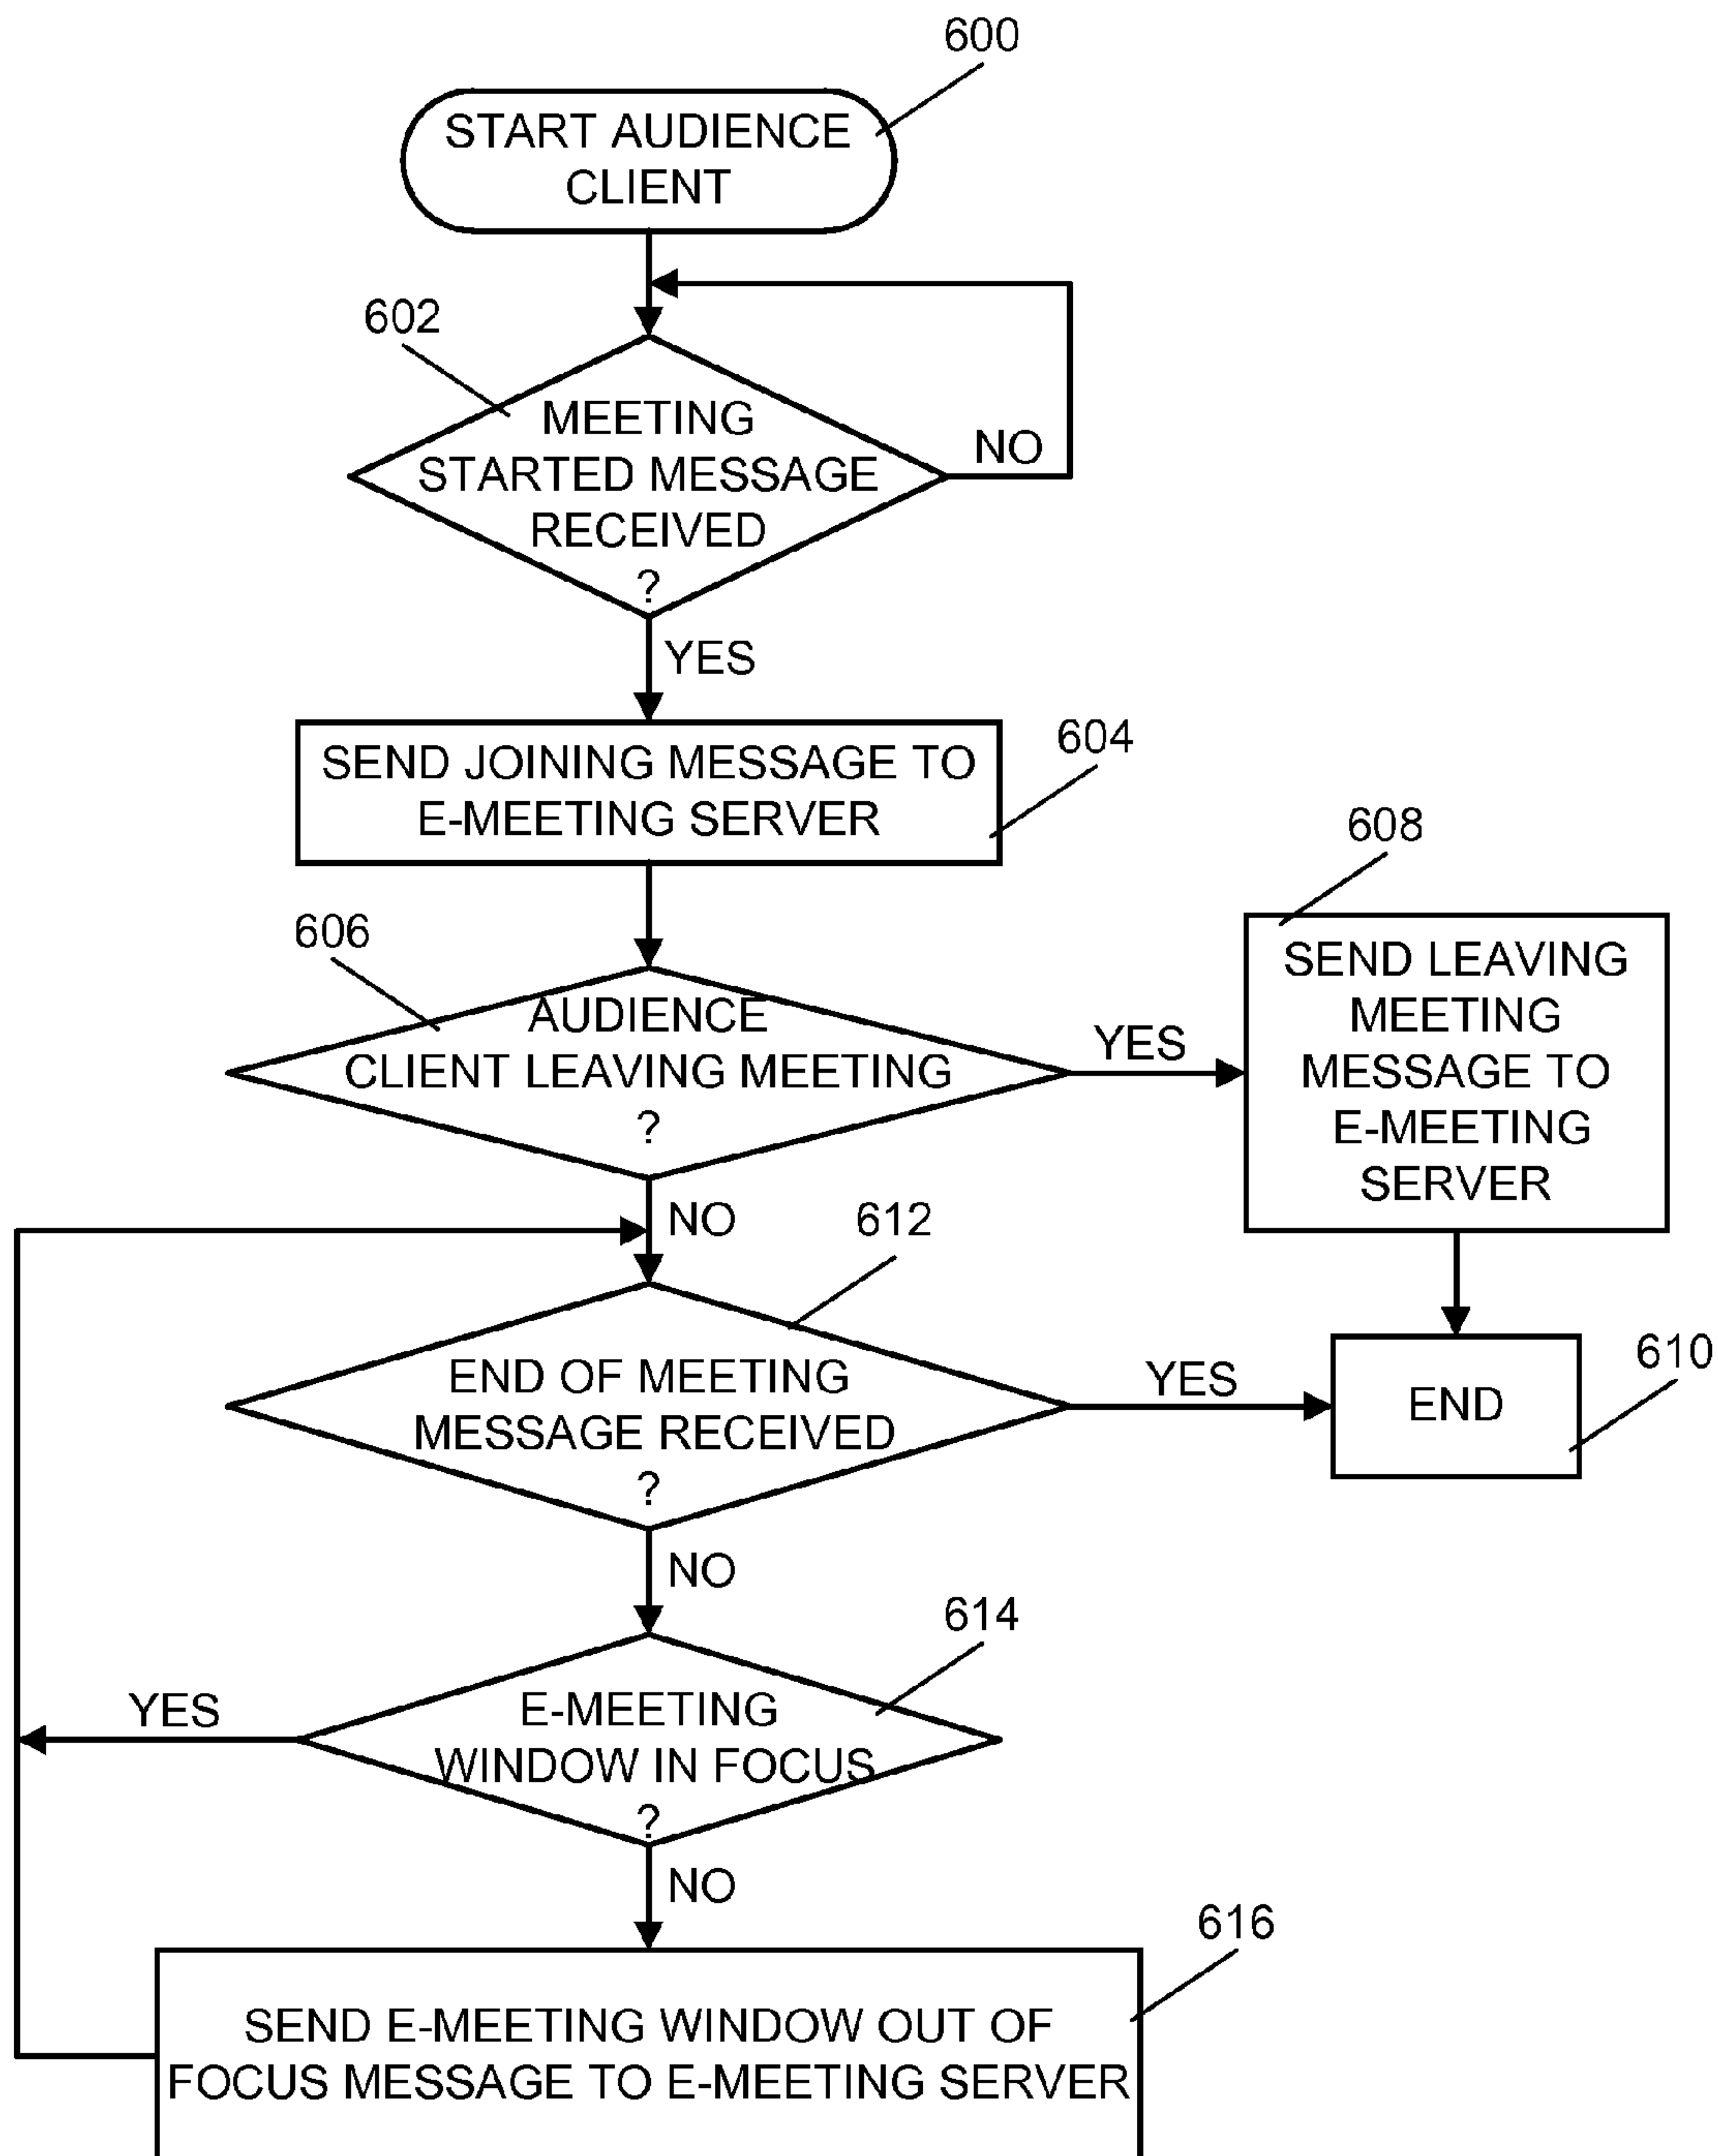 600
START AUDIENCE
CLIENT
602
MEETING
STARTED MESSAGE
RECEIVED
?
NO
YES
SEND JOINING MESSAGE TO
E-MEETING SERVER
604
606
AUDIENCE
CLIENT LEAVING MEETING
?
YES
608
SEND LEAVING
MEETING
MESSAGE TO
E-MEETING
SERVER
NO
612
END OF MEETING
MESSAGE RECEIVED
?
YES
END
610
NO
614
E-MEETING
WINDOW IN FOCUS
?
YES
NO
616
SEND E-MEETING WINDOW OUT OF
FOCUS MESSAGE TO E-MEETING SERVER